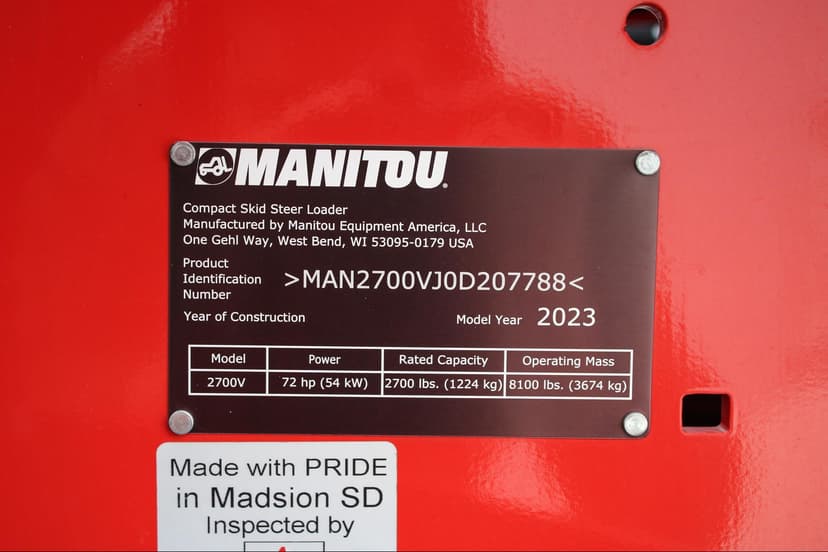 MANITOU
Compact Skid Steer Loader
Manufactured by Manitou Equipment America, LLC
One Gehl Way, West Bend, WI 53095-0179 USA
Product
Identification
Number
>MAN2700VJ0D207788<
Year of Construction
Model Year 2023
Model Power Rated Capacity Operating Mass
2700V 72 hp (54 kW) 2700 lbs. (1224 kg) 8100 lbs. (3674 kg)
Made with PRIDE
in Madsion SD
Inspected by